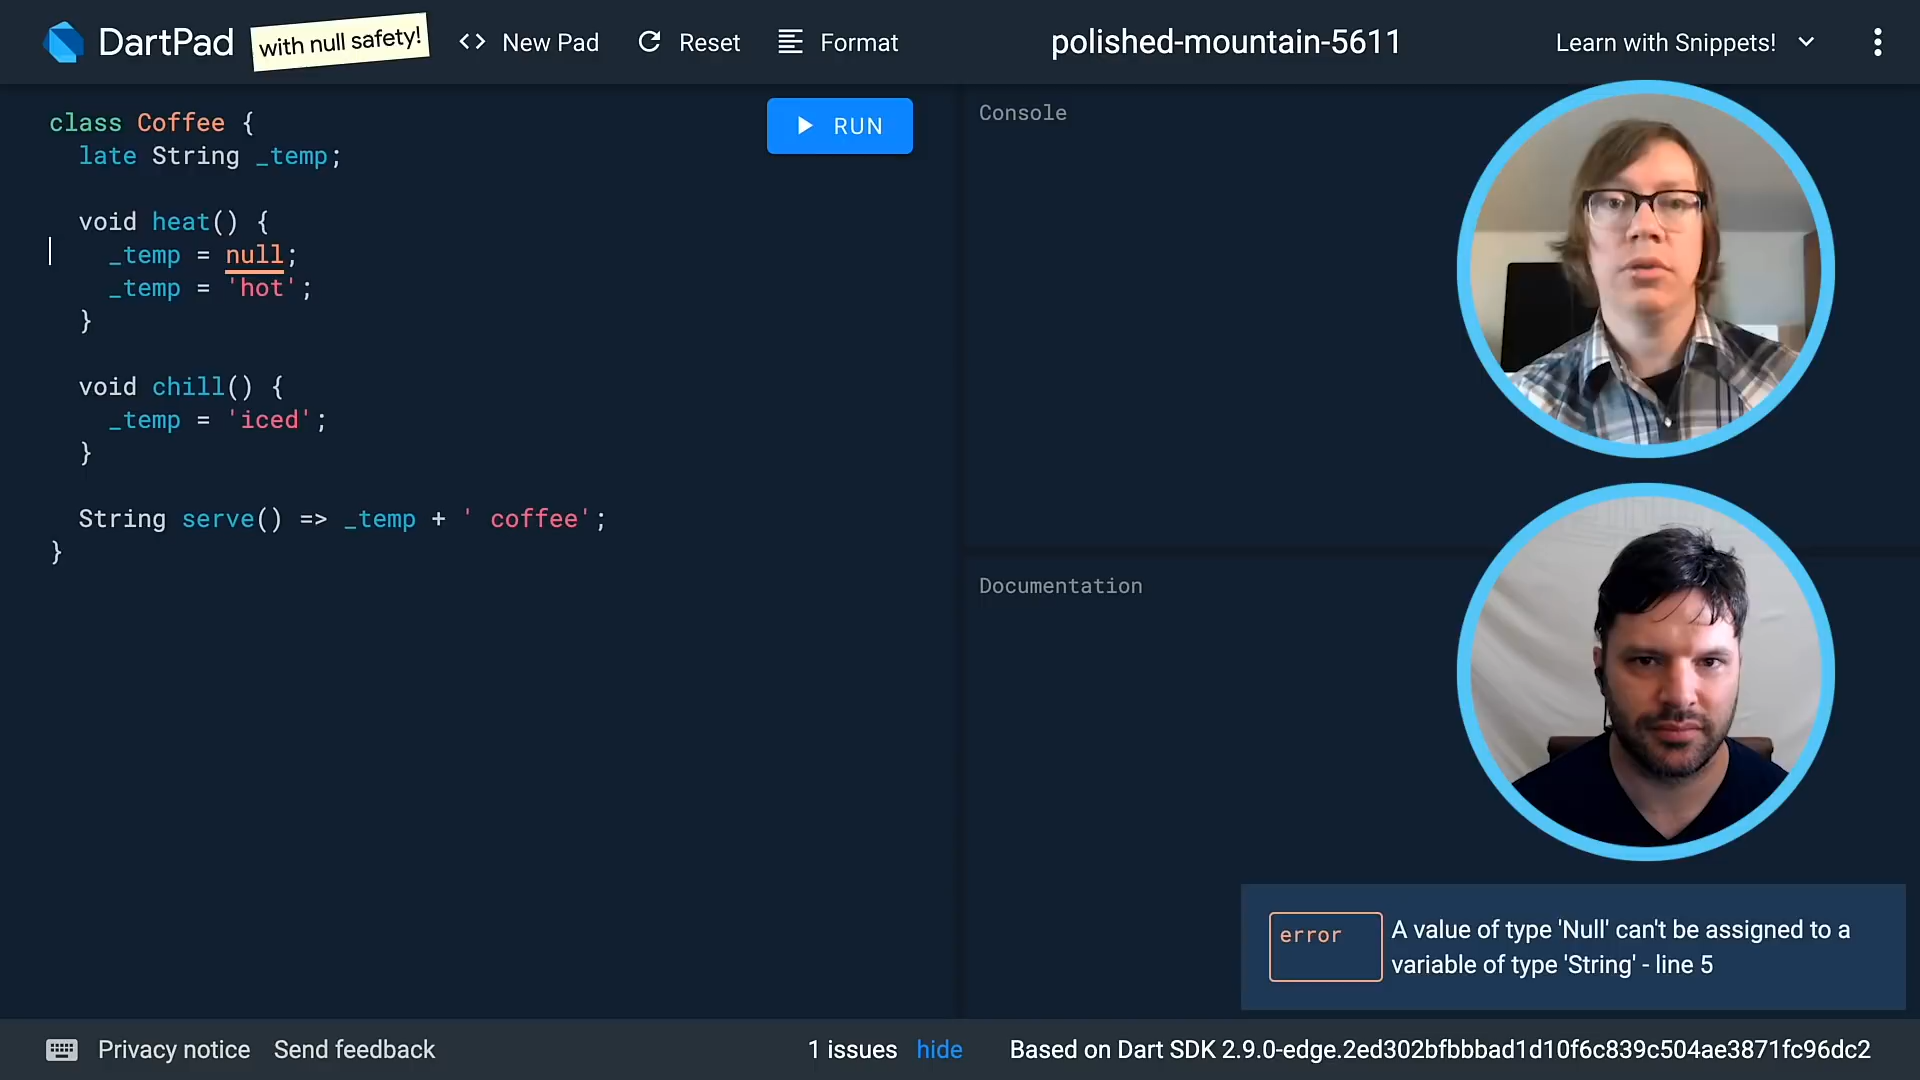 DartPad with null safety! <> New Pad Reset Format polished-mountain-5611 Learn with Snippets!
RUN
class Coffee {
  late String _temp;

  void heat() {
    _temp = null;
    _temp = 'hot';
  }

  void chill() {
    _temp = 'iced';
  }

  String serve() => _temp + ' coffee';
}
Console
Documentation
error
A value of type 'Null' can't be assigned to a
variable of type 'String' - line 5
Privacy notice Send feedback 1 issues hide Based on Dart SDK 2.9.0-edge.2ed302bfbbbad1d10f6c839c504ae3871fc96dc2